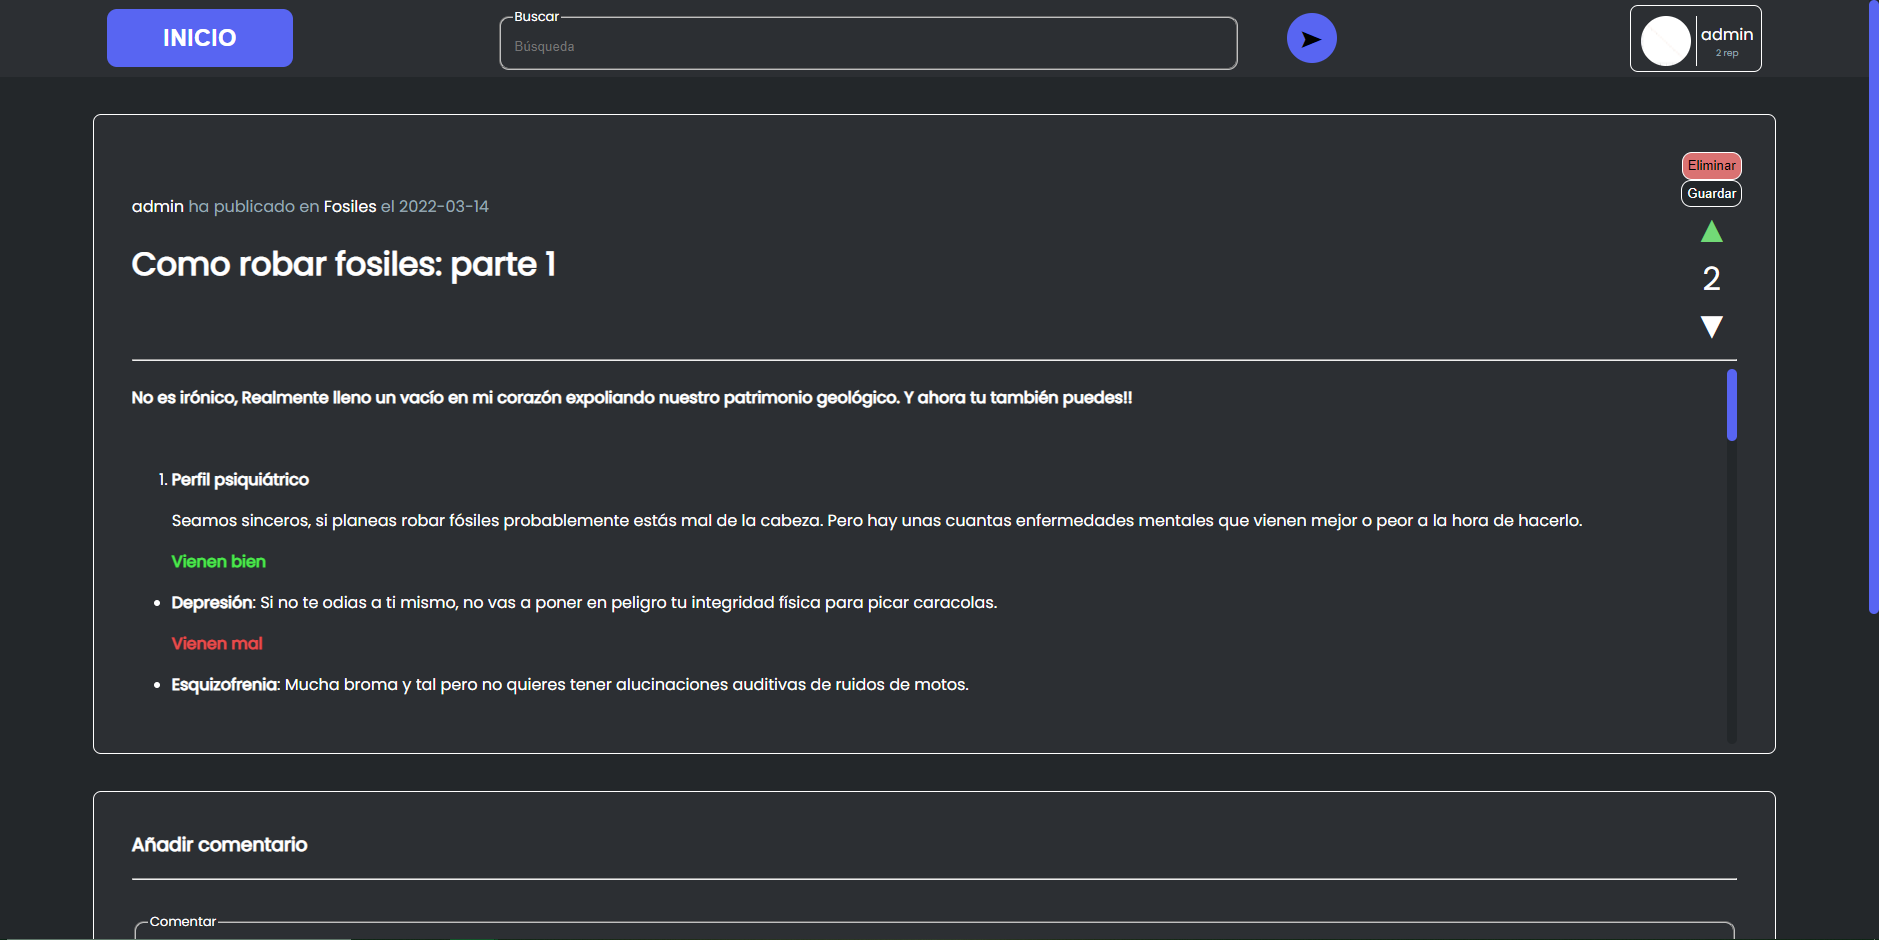 INICIO
Buscar
Búsqueda
admin
2 rep
Eliminar
Guardar
admin ha publicado en Fosiles el 2022-03-14
Como robar fosiles: parte 1
2
No es irónico, Realmente lleno un vacío en mi corazón expoliando nuestro patrimonio geológico. Y ahora tu también puedes!!
1. Perfil psiquiátrico
Seamos sinceros, si planeas robar fósiles probablemente estás mal de la cabeza. Pero hay unas cuantas enfermedades mentales que vienen mejor o peor a la hora de hacerlo.
Vienen bien
• Depresión: Si no te odias a ti mismo, no vas a poner en peligro tu integridad física para picar caracolas.
Vienen mal
• Esquizofrenia: Mucha broma y tal pero no quieres tener alucinaciones auditivas de ruidos de motos.
Añadir comentario
Comentar